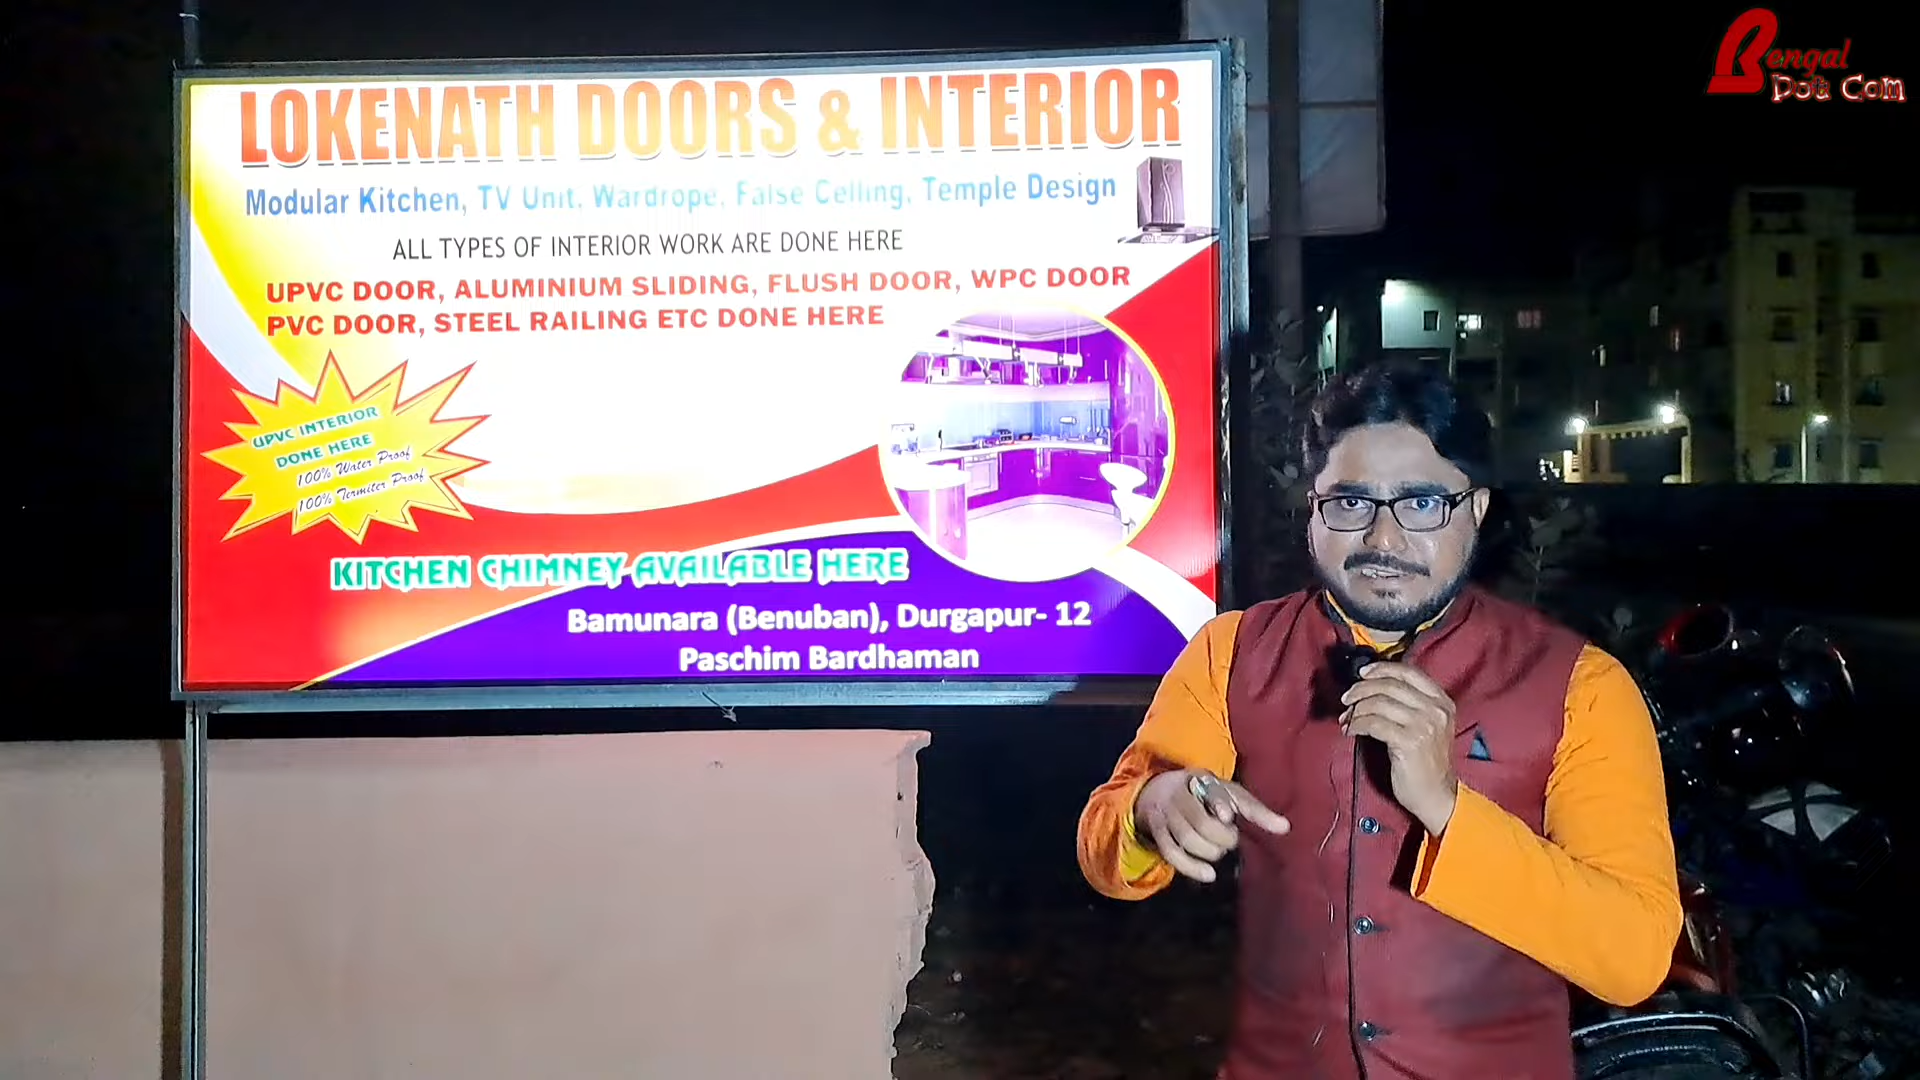 Bengal
Dot Com
LOKENATH DOORS & INTERIOR
Modular Kitchen, TV Unit, Wardrope, False Celling, Temple Design
ALL TYPES OF INTERIOR WORK ARE DONE HERE
UPVC DOOR, ALUMINIUM SLIDING, FLUSH DOOR, WPC DOOR
PVC DOOR, STEEL RAILING ETC DONE HERE
UPVC INTERIOR
DONE HERE
100% Water Proof
100% Termiter Proof
KITCHEN CHIMNEY AVAILABLE HERE
Bamunara (Benuban), Durgapur- 12
Paschim Bardhaman